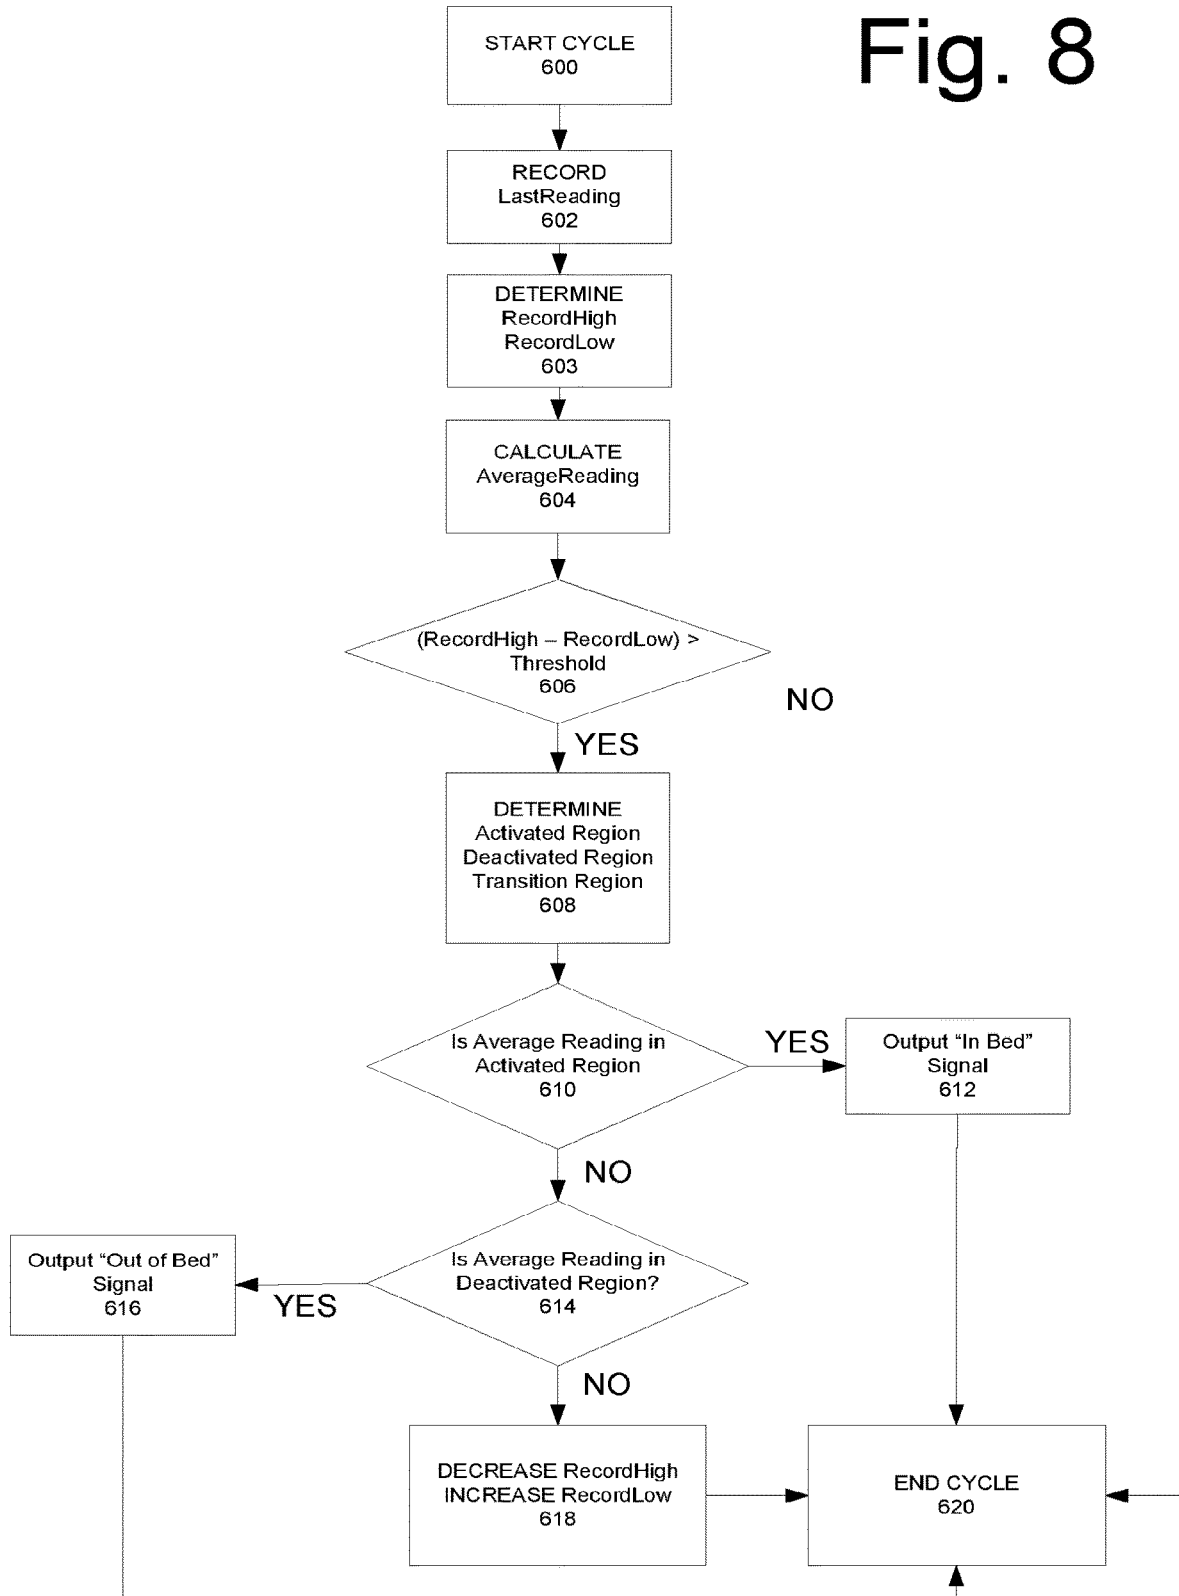 Fig. 8
START CYCLE
600
RECORD
LastReading
602
DETERMINE
RecordHigh
RecordLow
603
CALCULATE
AverageReading
604
(RecordHigh – RecordLow) >
Threshold
606
NO
YES
DETERMINE
Activated Region
Deactivated Region
Transition Region
608
Is Average Reading in
Activated Region
610
YES
Output “In Bed”
Signal
612
NO
Is Average Reading in
Deactivated Region?
614
YES
Output “Out of Bed”
Signal
616
NO
DECREASE RecordHigh
INCREASE RecordLow
618
END CYCLE
620